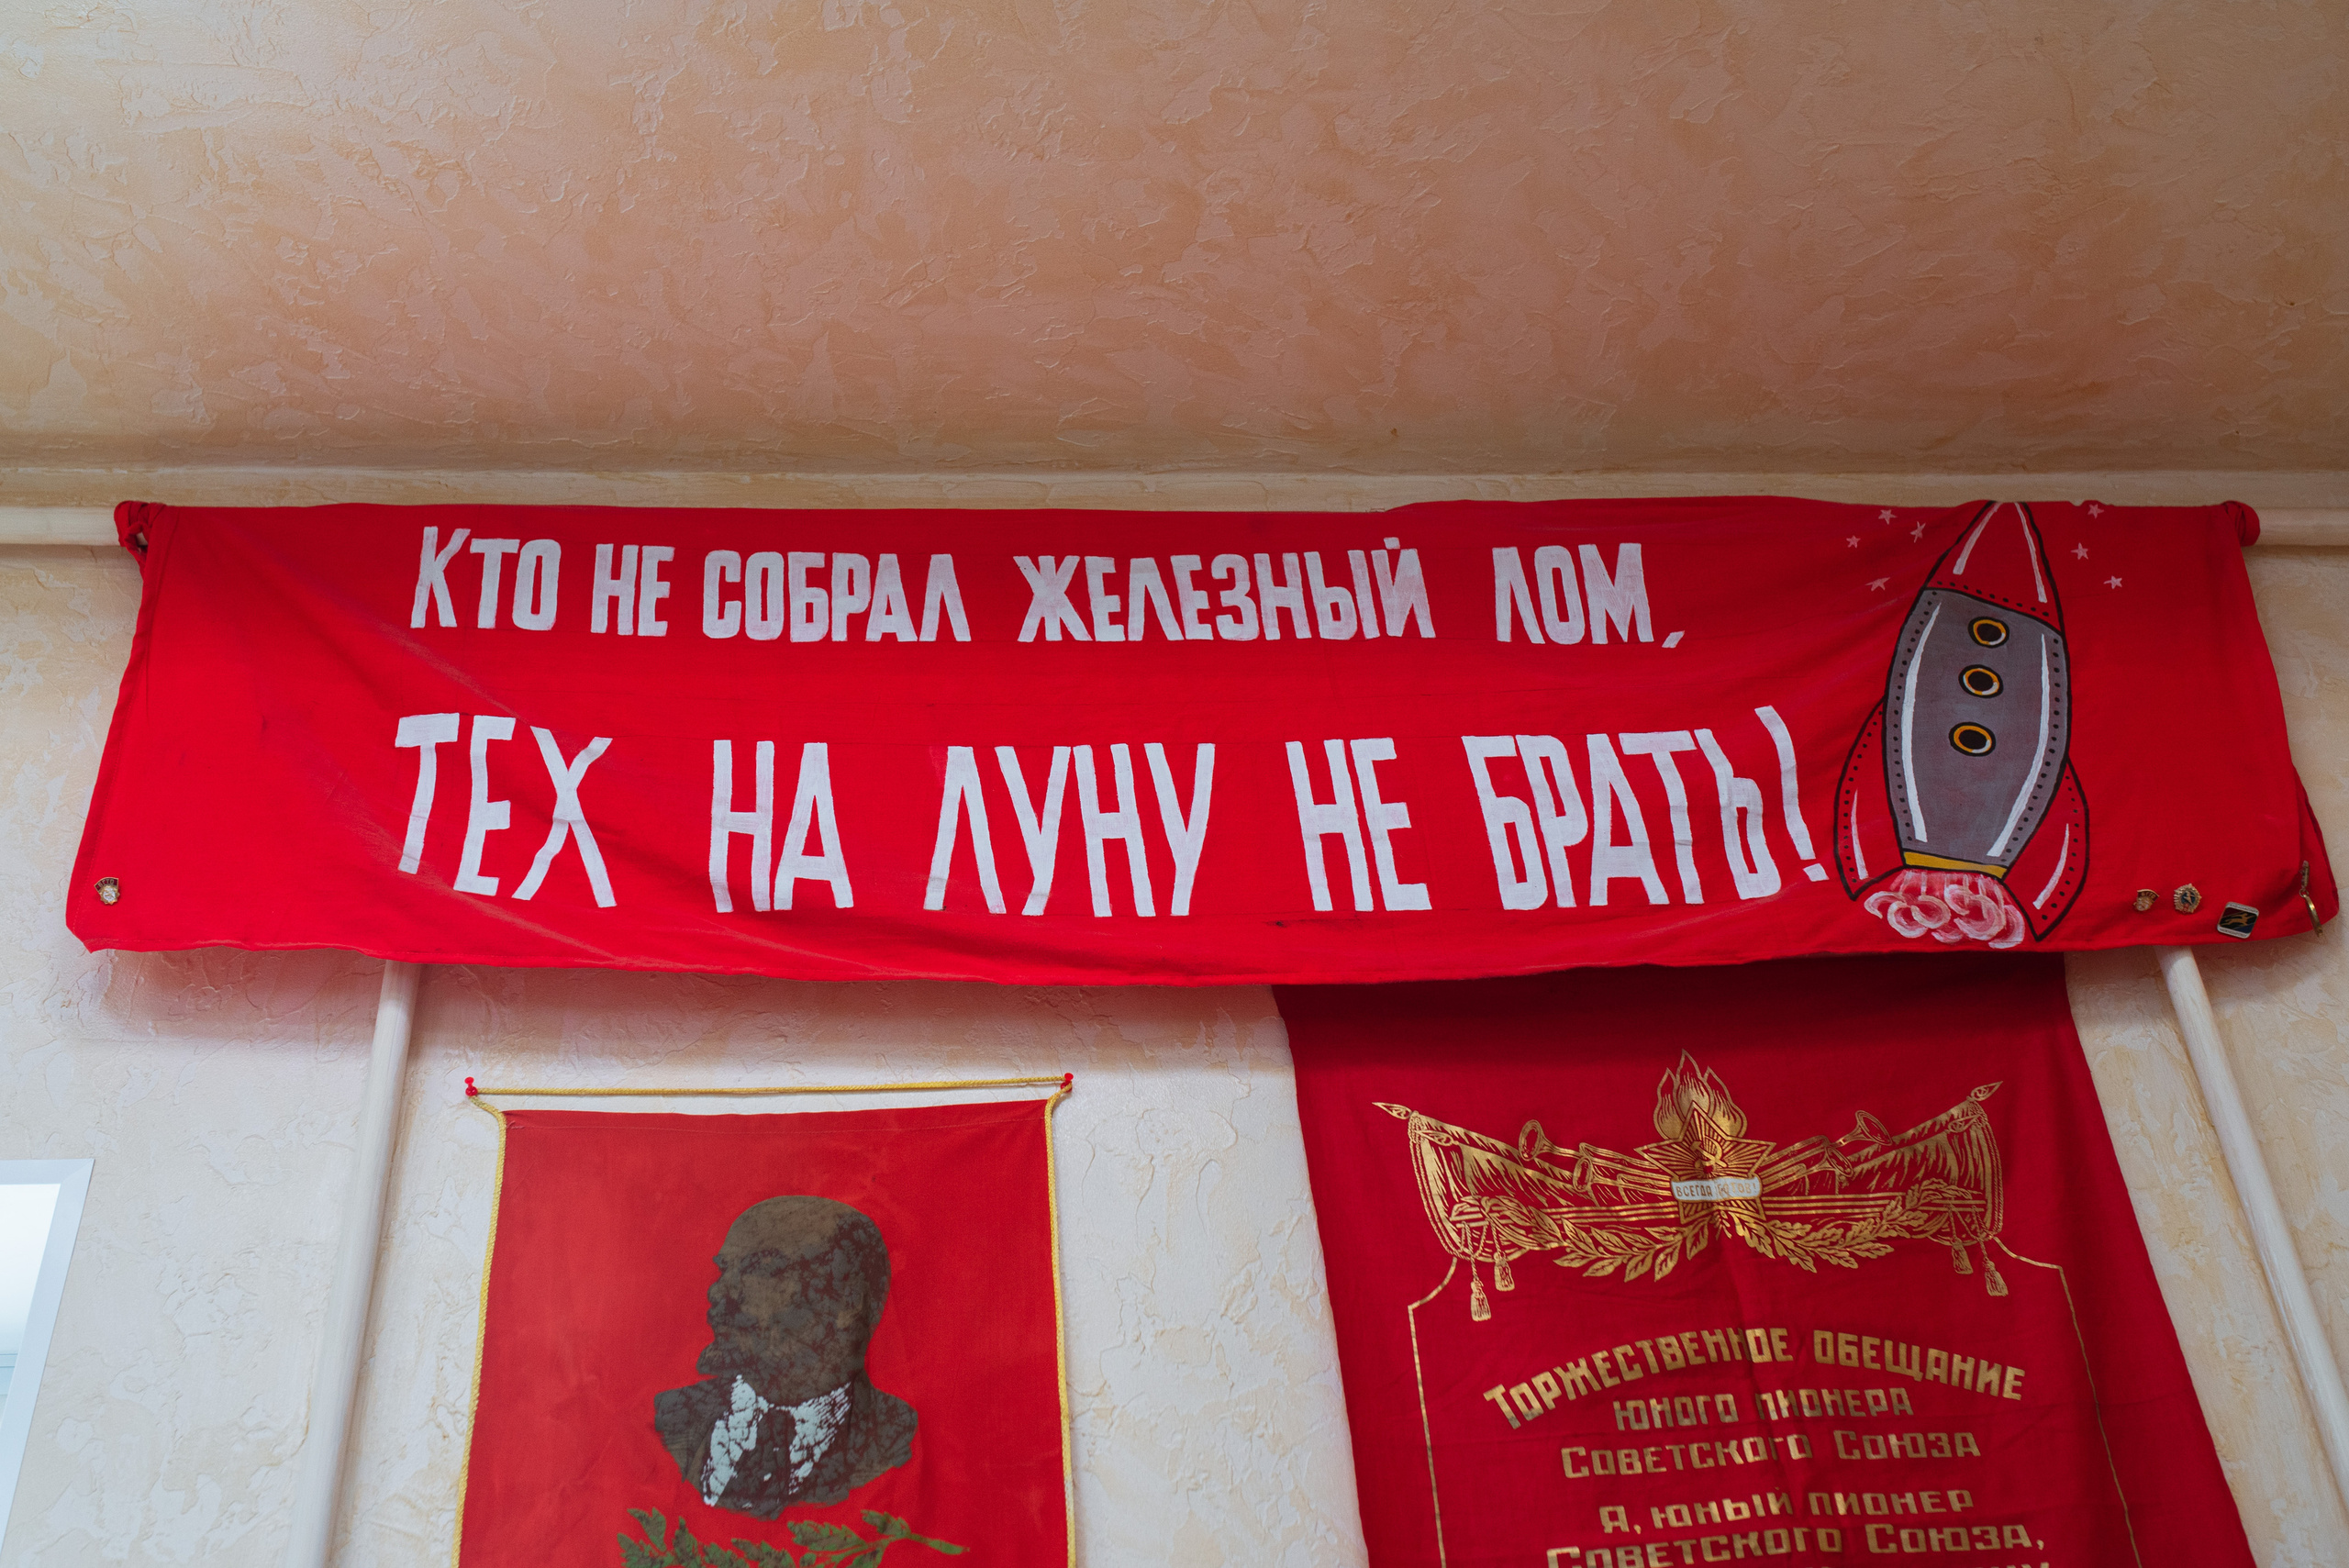 Кто не собрал железный лом,
тех на Луну не брать!
ВСЕГДА ГОТОВ!
Торжественное обещание
юного пионера
Советского Союза
Я, юный пионер
Советского Союза,